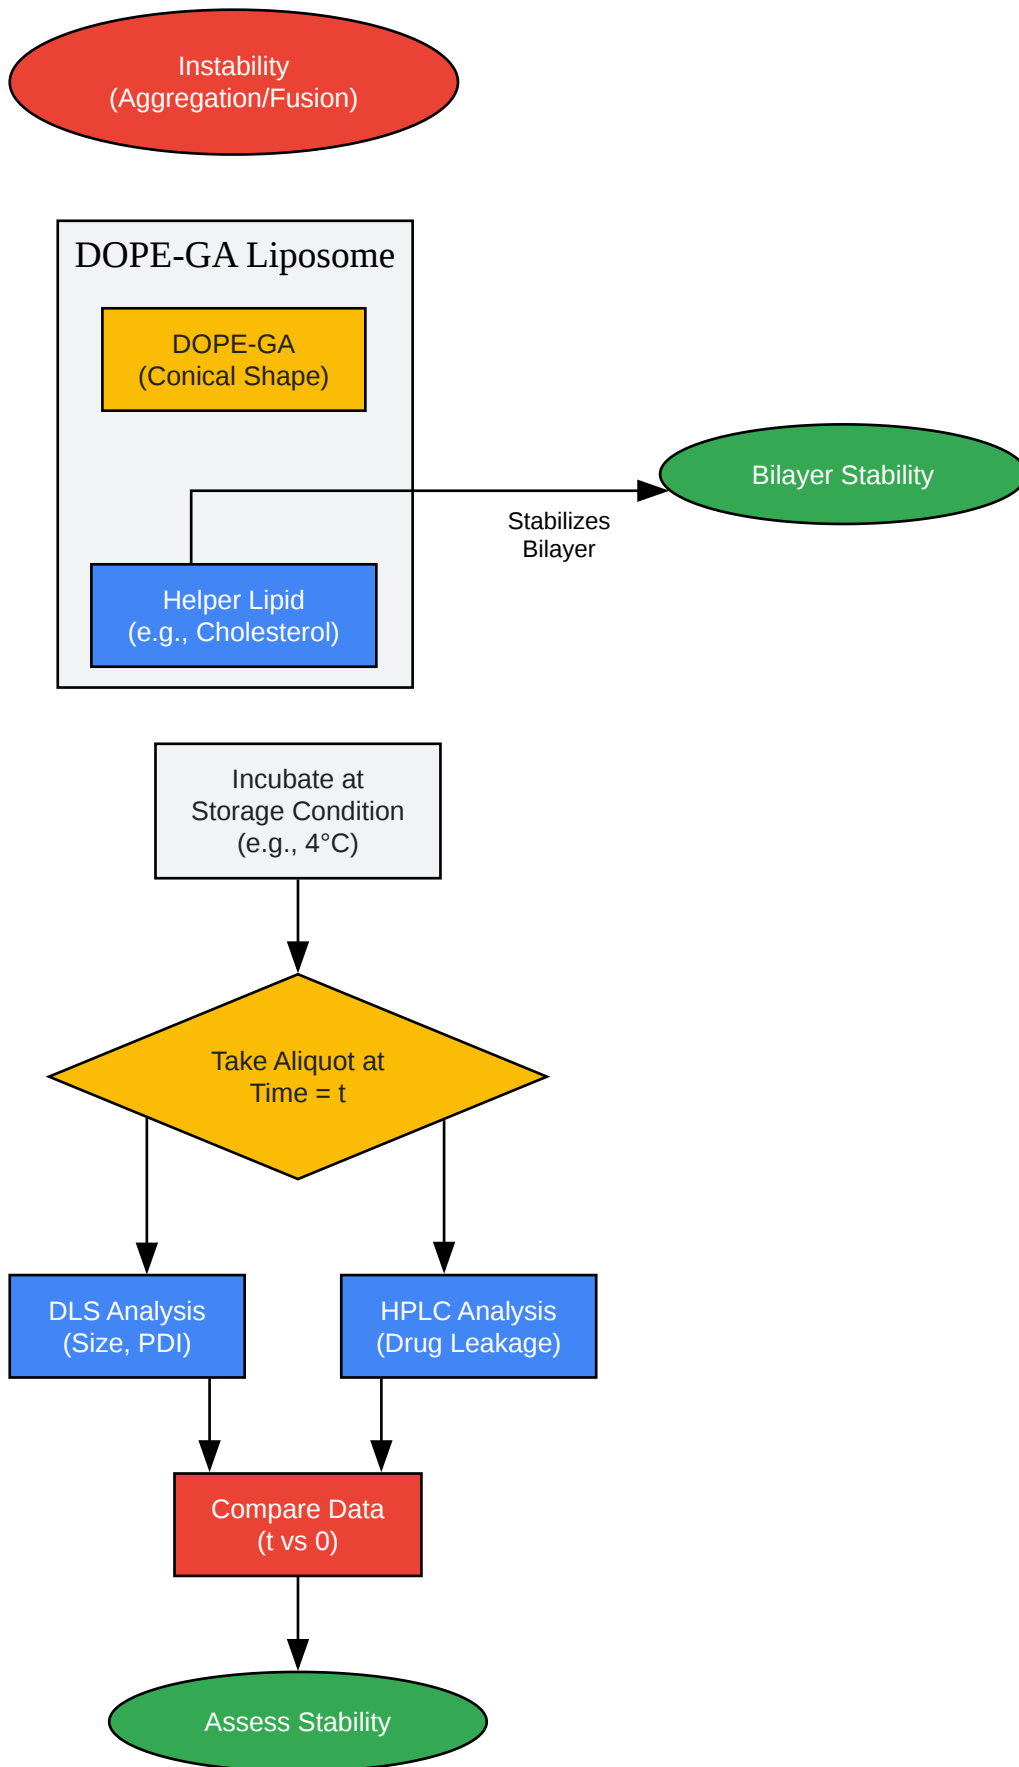 Instability
(Aggregation/Fusion)
DOPE-GA Liposome
DOPE-GA
(Conical Shape)
Bilayer Stability
Stabilizes
Bilayer
Helper Lipid
(e.g., Cholesterol)
Incubate at
Storage Condition
(e.g., 4°C)
Take Aliquot at
Time = t
DLS Analysis
(Size, PDI)
HPLC Analysis
(Drug Leakage)
Compare Data
(t vs 0)
Assess Stability